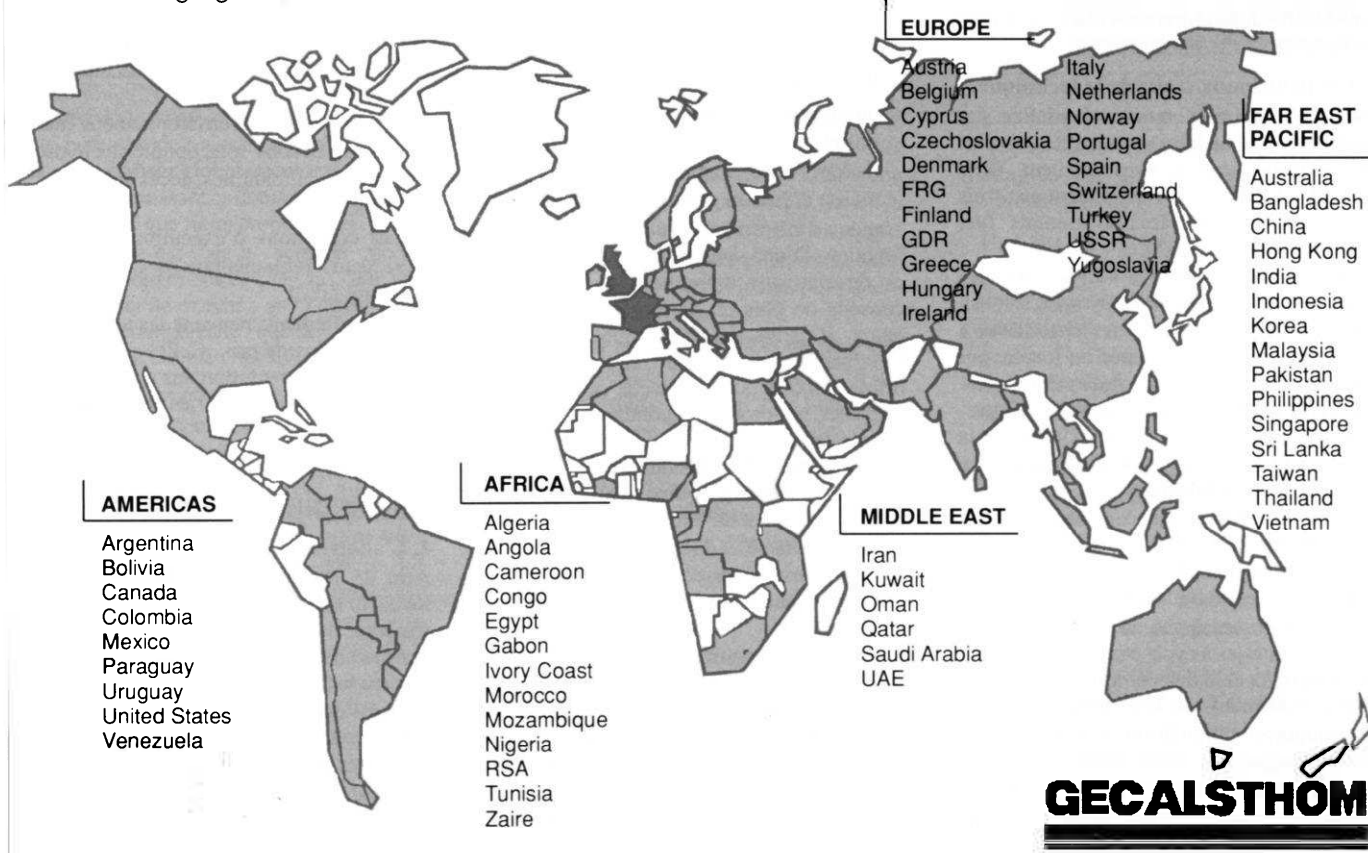 EUROPE
Austria
Belgium
Cyprus
Czechoslovakia
Denmark
FRG
Finland
GDR
Greece
Hungary
Ireland
Italy
Netherlands
Norway
Portugal
Spain
Switzerland
Turkey
USSR
Yugoslavia
FAR EAST
PACIFIC
Australia
Bangladesh
China
Hong Kong
India
Indonesia
Korea
Malaysia
Pakistan
Philippines
Singapore
Sri Lanka
Taiwan
Thailand
Vietnam
AMERICAS
Argentina
Bolivia
Canada
Colombia
Mexico
Paraguay
Uruguay
United States
Venezuela
AFRICA
Algeria
Angola
Cameroon
Congo
Egypt
Gabon
Ivory Coast
Morocco
Mozambique
Nigeria
RSA
Tunisia
Zaire
MIDDLE EAST
Iran
Kuwait
Oman
Qatar
Saudi Arabia
UAE
GECALSTHOM